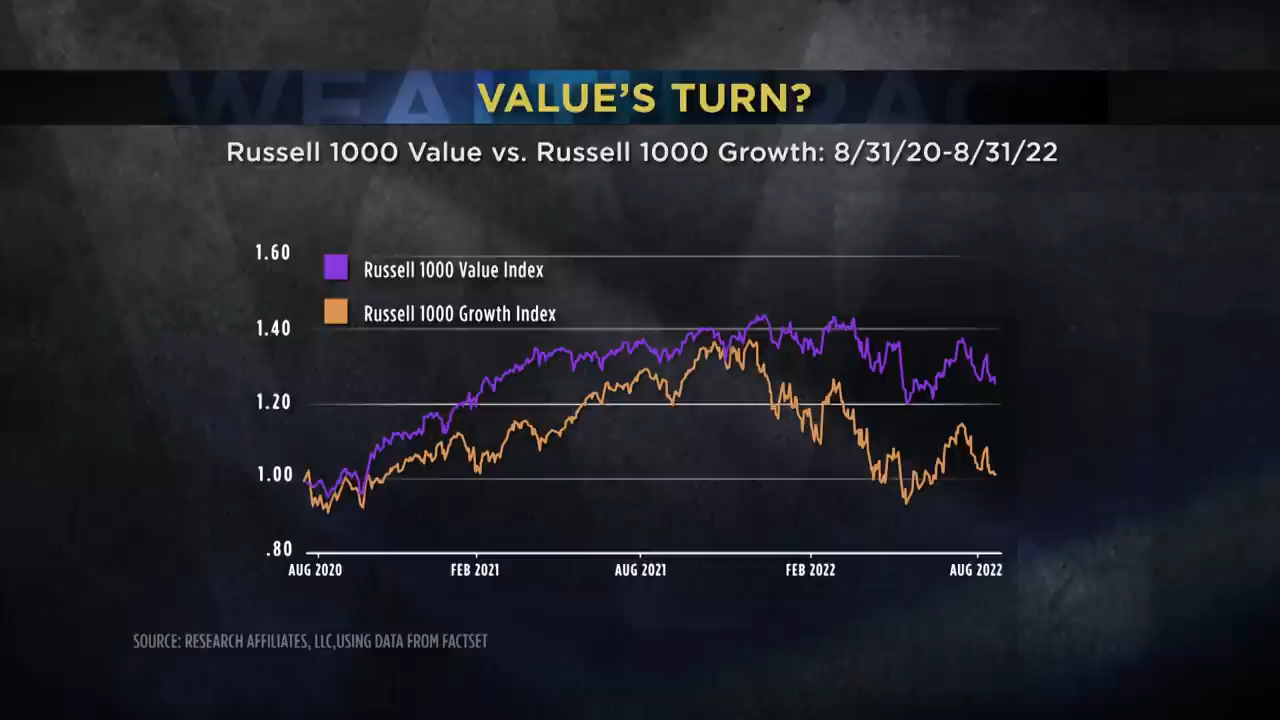 VALUE'S TURN?
Russell 1000 Value vs. Russell 1000 Growth: 8/31/20-8/31/22
1.60
Russell 1000 Value Index
Russell 1000 Growth Index
1.40
1.20
1.00
.80
AUG 2020 FEB 2021 AUG 2021 FEB 2022 AUG 2022
SOURCE: RESEARCH AFFILIATES, LLC,USING DATA FROM FACTSET